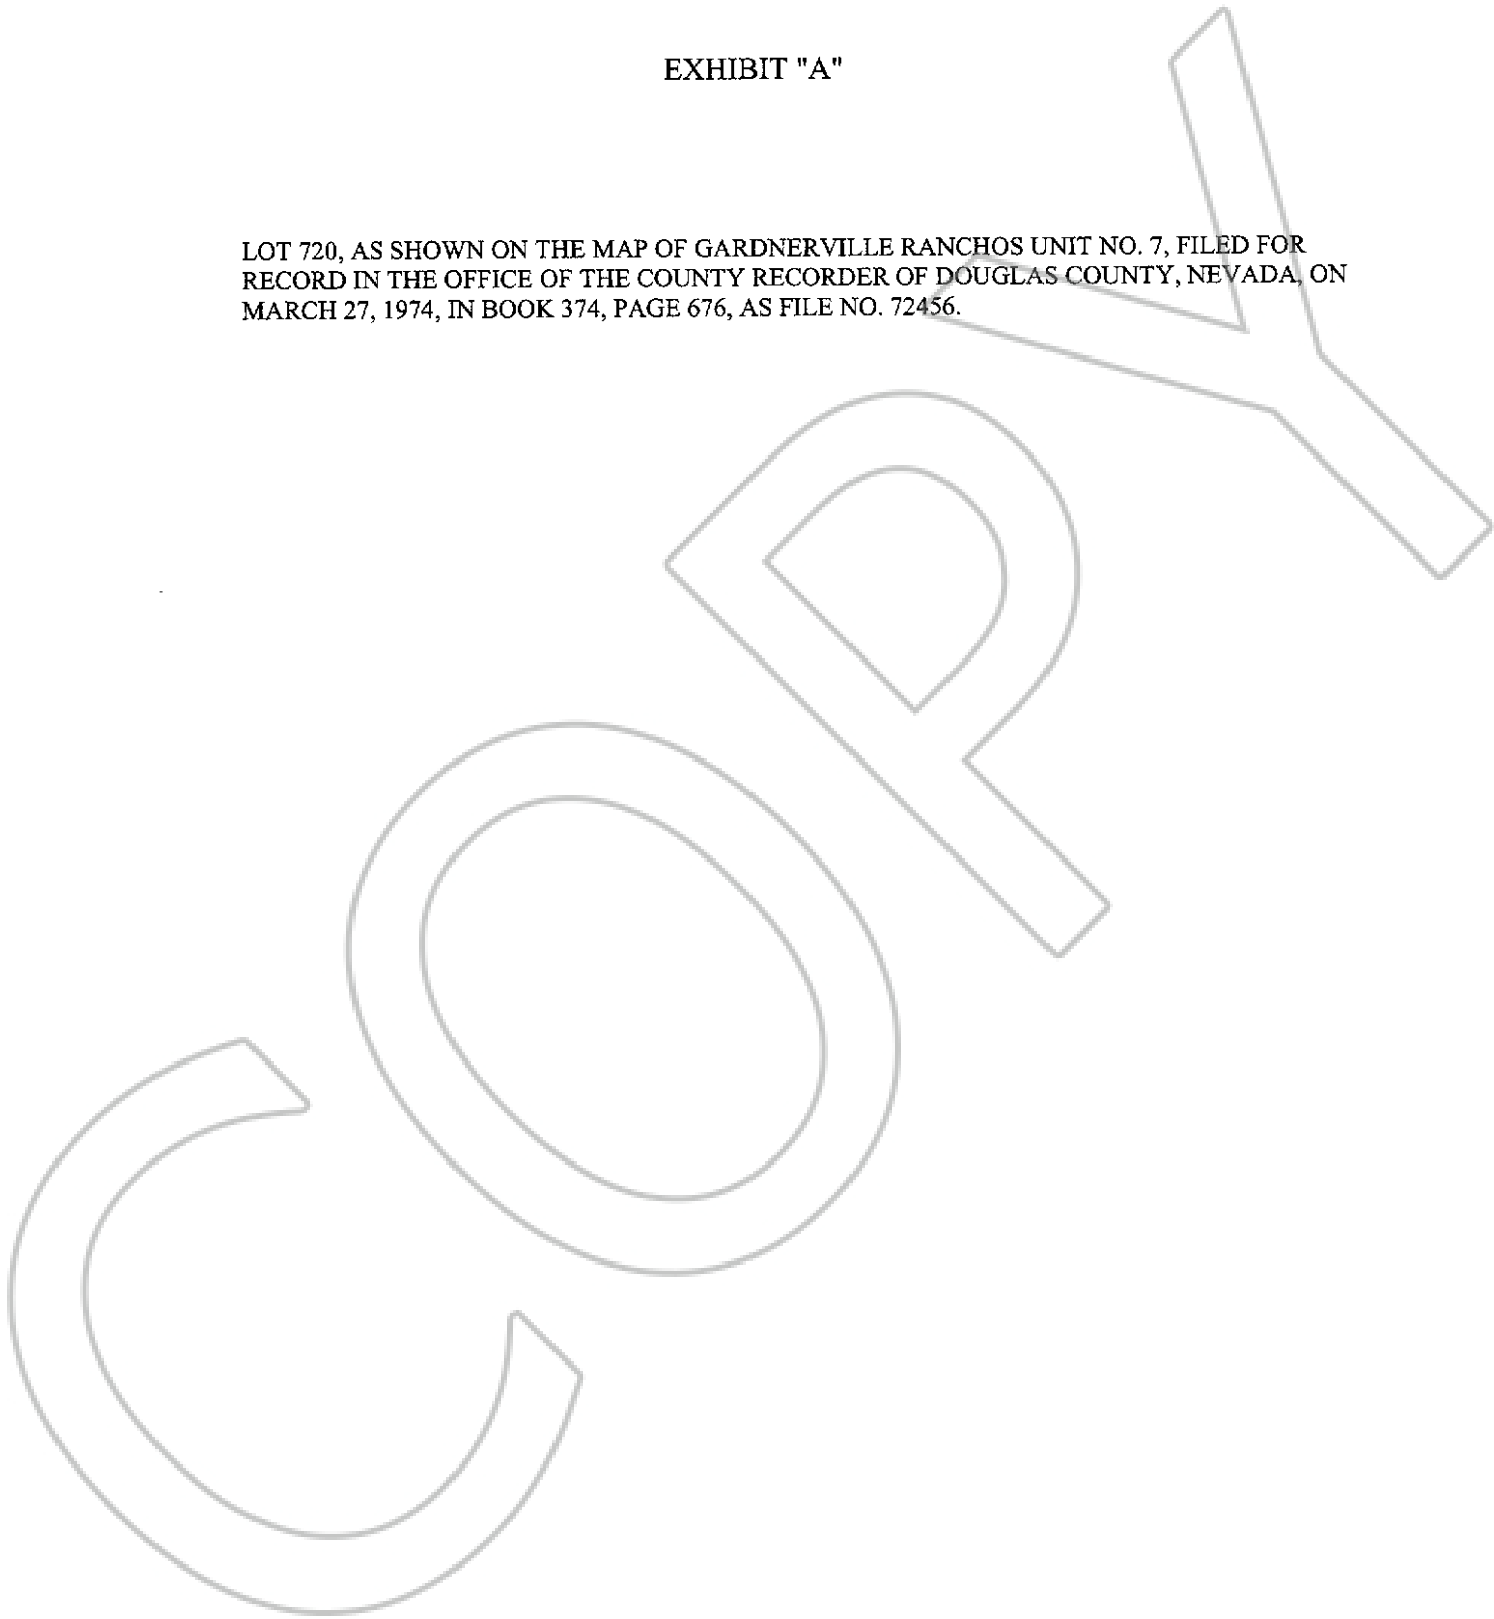 EXHIBIT "A"
LOT 720, AS SHOWN ON THE MAP OF GARDNERVILLE RANCHOS UNIT NO. 7, FILED FOR
RECORD IN THE OFFICE OF THE COUNTY RECORDER OF DOUGLAS COUNTY, NEVADA, ON
MARCH 27, 1974, IN BOOK 374, PAGE 676, AS FILE NO. 72456.
COPY